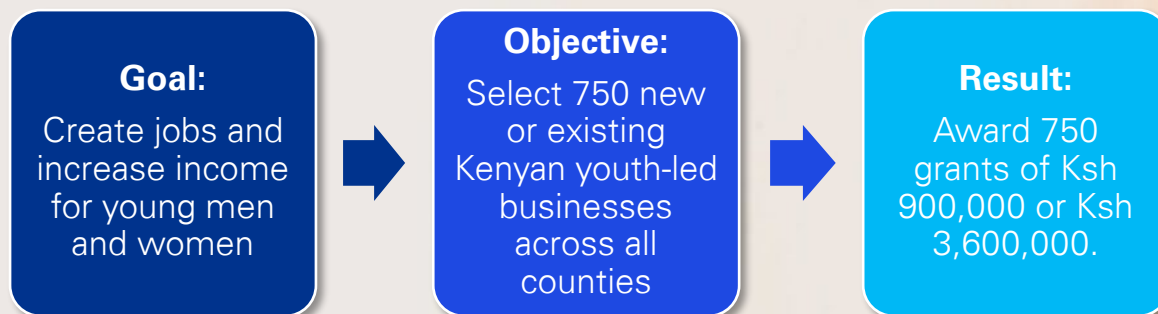 Goal:
Create jobs and
increase income
for young men
and women
Objective:
Select 750 new
or existing
Kenyan youth-led
businesses
across all
counties
Result:
Award 750
grants of Ksh
900,000 or Ksh
3,600,000.